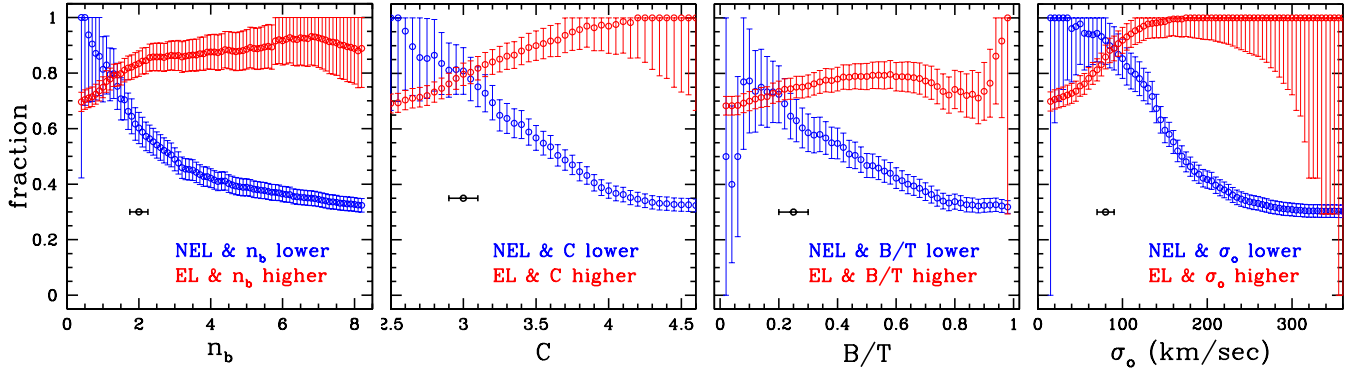 fraction
1
0.8
0.6
0.4
0.2
0
NEL & n_b lower
EL & n_b higher
0 2 4 6 8
n_b
NEL & C lower
EL & C higher
2.5 3 3.5 4 4.5
C
NEL & B/T lower
EL & B/T higher
0 0.2 0.4 0.6 0.8 1
B/T
NEL & σ_o lower
EL & σ_o higher
0 100 200 300
σ_o (km/sec)